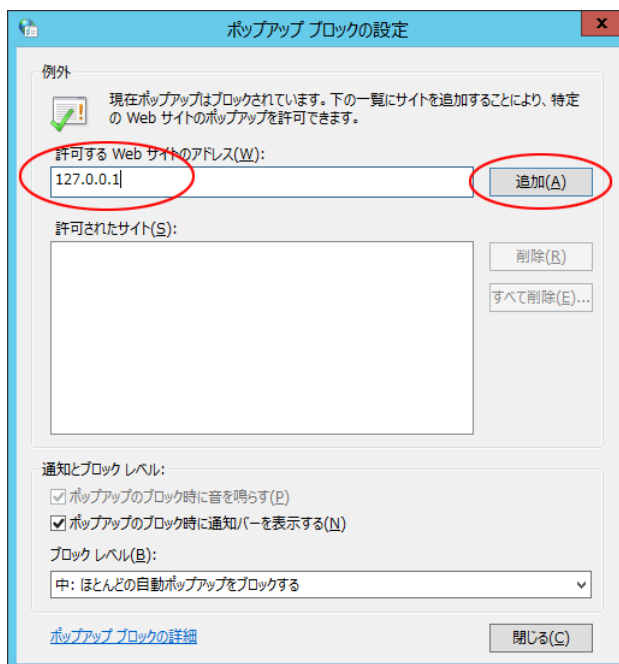 ポップアップ ブロックの設定
x
例外
現在ポップアップはブロックされています。下の一覧にサイトを追加することにより、特定
の Web サイトのポップアップを許可できます。
許可する Web サイトのアドレス(W):
127.0.0.1
追加(A)
許可されたサイト(S):
削除(R)
すべて削除(E)...
通知とブロック レベル:
ポップアップのブロック時に音を鳴らす(P)
ポップアップのブロック時に通知バーを表示する(N)
ブロック レベル(B):
中: ほとんどの自動ポップアップをブロックする
ポップアップ ブロックの詳細
閉じる(C)